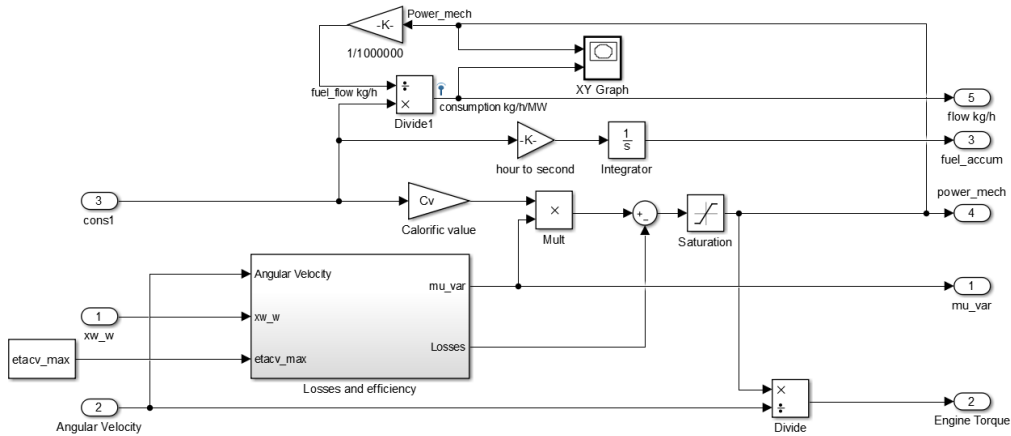 Power_mech
-K-
1/1000000
XY Graph
fuel_flow kg/h
÷
×
consumption kg/h/MW
Divide1
5
flow kg/h
-K-
hour to second
1
s
Integrator
3
fuel_accum
3
cons1
Cv
Calorific value
×
Mult
+
−
Saturation
power_mech
4
Angular Velocity
xw_w
etacv_max
mu_var
Losses
Losses and efficiency
1
mu_var
1
xw_w
etacv_max
2
Angular Velocity
×
÷
Divide
2
Engine Torque